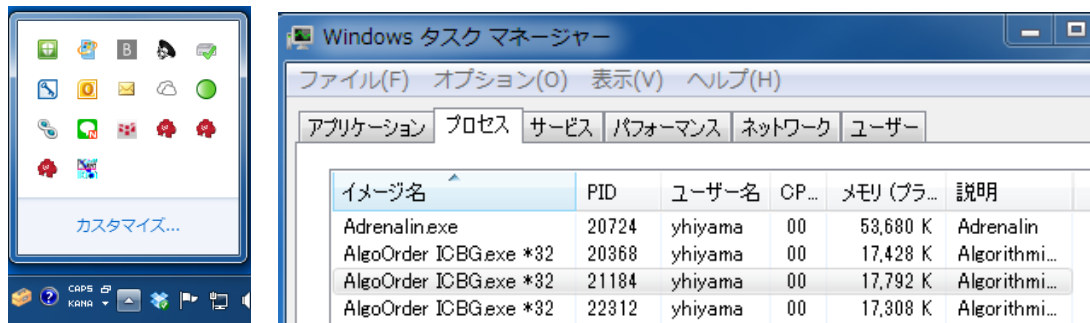 B
カスタマイズ...
CAPS
KANA
Windows タスク マネージャー
ファイル(F) オプション(O) 表示(V) ヘルプ(H)
アプリケーション プロセス サービス パフォーマンス ネットワーク ユーザー
イメージ名 PID ユーザー名 CP... メモリ (プラ... 説明
Adrenalin.exe 20724 yhiyama 00 53,680 K Adrenalin
AlgoOrder ICBG.exe *32 20368 yhiyama 00 17,428 K Algorithmi...
AlgoOrder ICBG.exe *32 21184 yhiyama 00 17,792 K Algorithmi...
AlgoOrder ICBG.exe *32 22312 yhiyama 00 17,308 K Algorithmi...